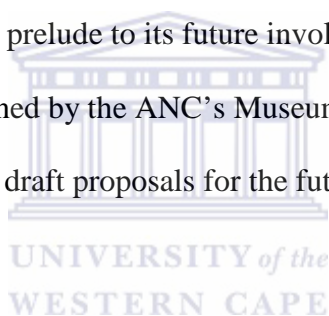 prelude to its future invol
ned by the ANC's Museum
draft proposals for the fut
UNIVERSITY of the
WESTERN CAPE